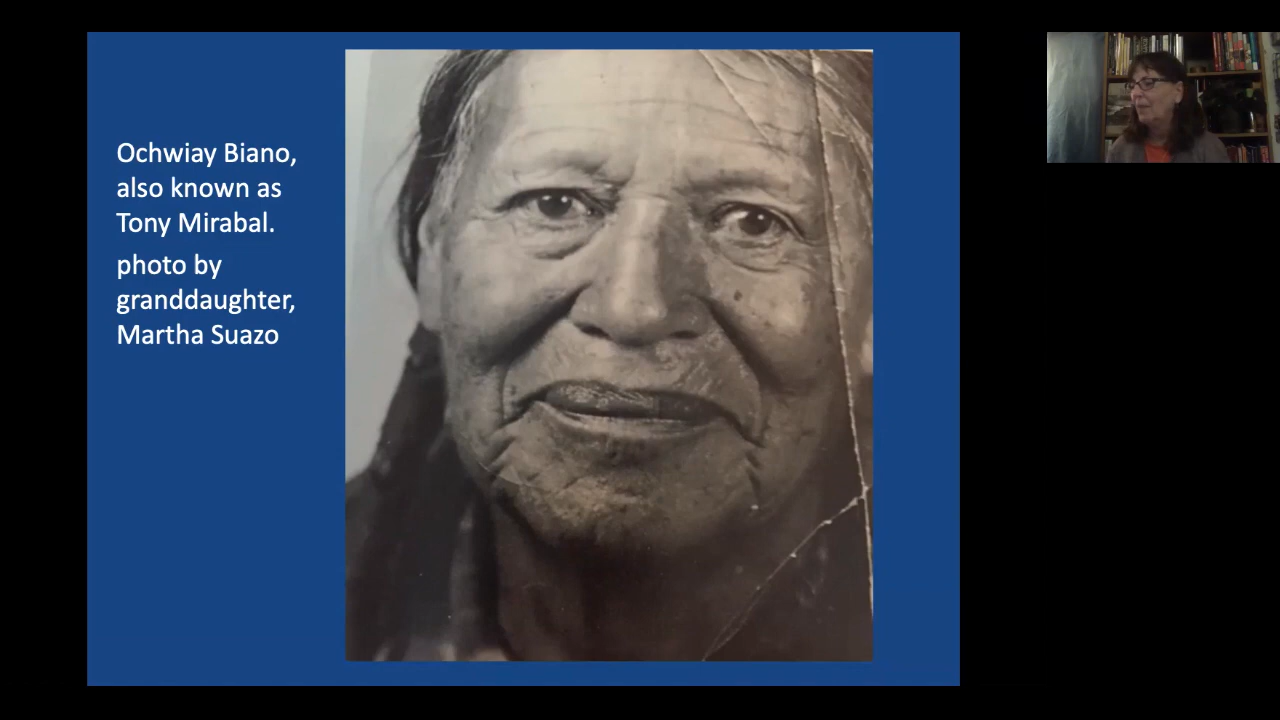 Ochwiay Biano,
also known as
Tony Mirabal.
photo by
granddaughter,
Martha Suazo